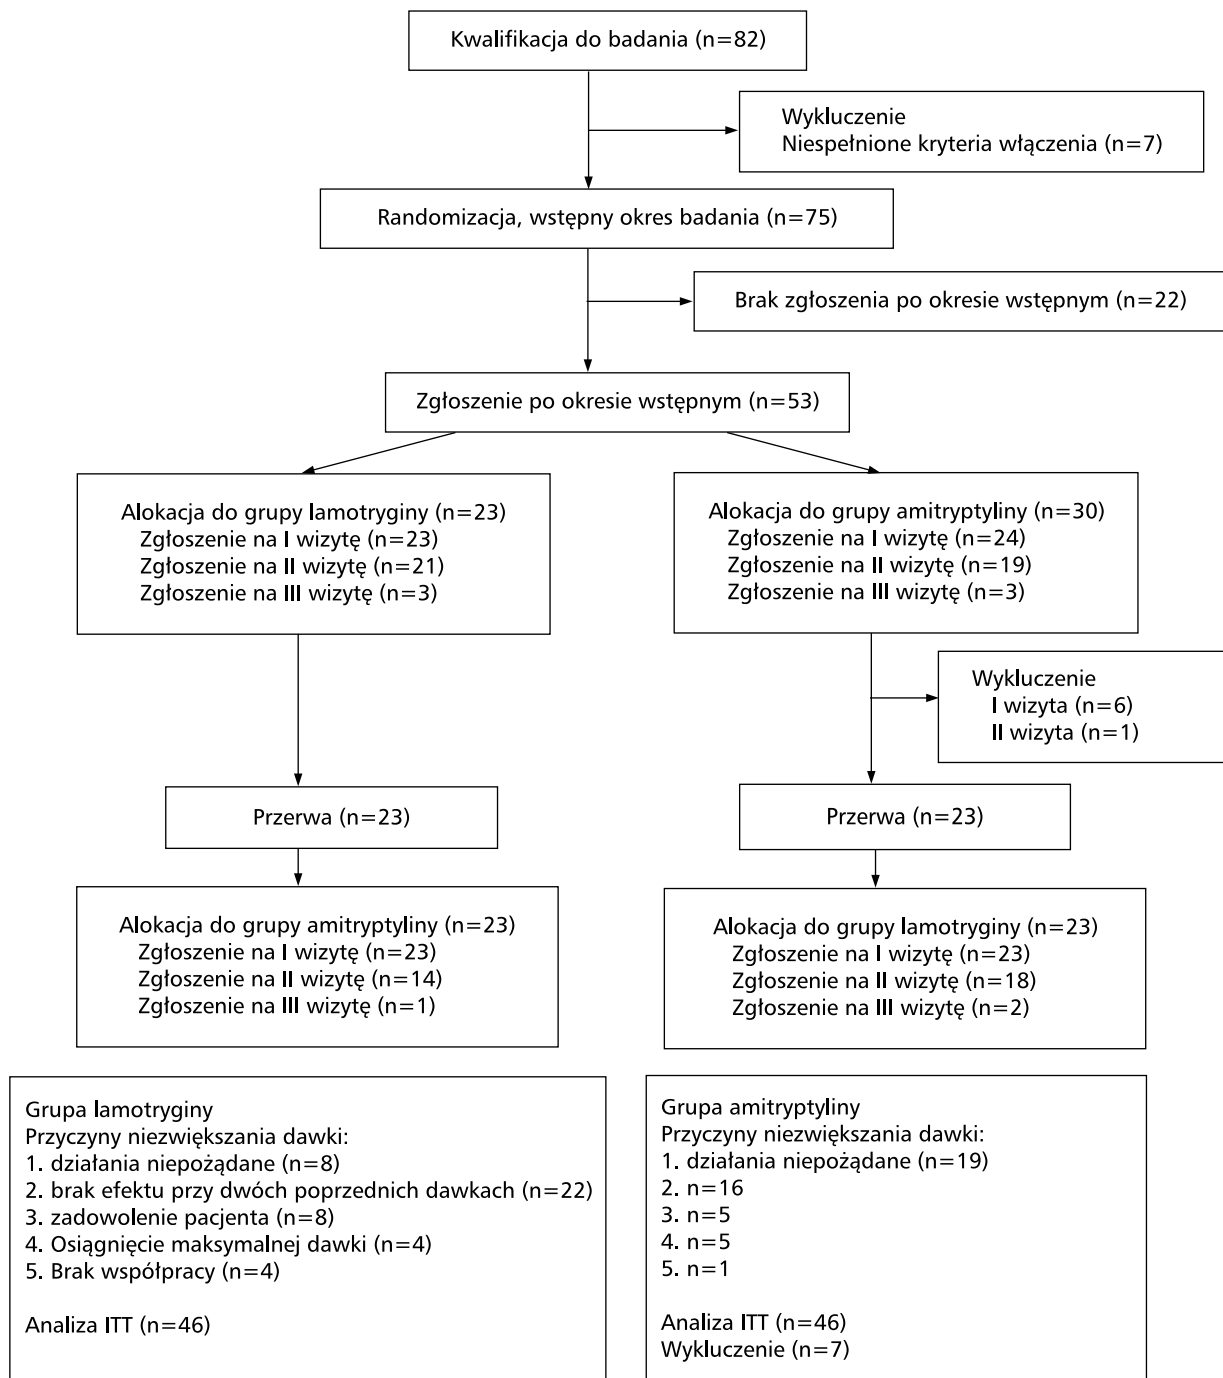 Kwalifikacja do badania (n=82)
Wykluczenie
Niespełnione kryteria włączenia (n=7)
Randomizacja, wstępny okres badania (n=75)
Brak zgłoszenia po okresie wstępnym (n=22)
Zgłoszenie po okresie wstępnym (n=53)
Alokacja do grupy lamotryginy (n=23)
Zgłoszenie na I wizytę (n=23)
Zgłoszenie na II wizytę (n=21)
Zgłoszenie na III wizytę (n=3)
Alokacja do grupy amitryptyliny (n=30)
Zgłoszenie na I wizytę (n=24)
Zgłoszenie na II wizytę (n=19)
Zgłoszenie na III wizytę (n=3)
Wykluczenie
I wizyta (n=6)
II wizyta (n=1)
Przerwa (n=23)
Przerwa (n=23)
Alokacja do grupy amitryptyliny (n=23)
Zgłoszenie na I wizytę (n=23)
Zgłoszenie na II wizytę (n=14)
Zgłoszenie na III wizytę (n=1)
Alokacja do grupy lamotryginy (n=23)
Zgłoszenie na I wizytę (n=23)
Zgłoszenie na II wizytę (n=18)
Zgłoszenie na III wizytę (n=2)
Grupa lamotryginy
Przyczyny niezwiększania dawki:
1. działania niepożądane (n=8)
2. brak efektu przy dwóch poprzednich dawkach (n=22)
3. zadowolenie pacjenta (n=8)
4. Osiągnięcie maksymalnej dawki (n=4)
5. Brak współpracy (n=4)
Analiza ITT (n=46)
Grupa amitryptyliny
Przyczyny niezwiększania dawki:
1. działania niepożądane (n=19)
2. n=16
3. n=5
4. n=5
5. n=1
Analiza ITT (n=46)
Wykluczenie (n=7)